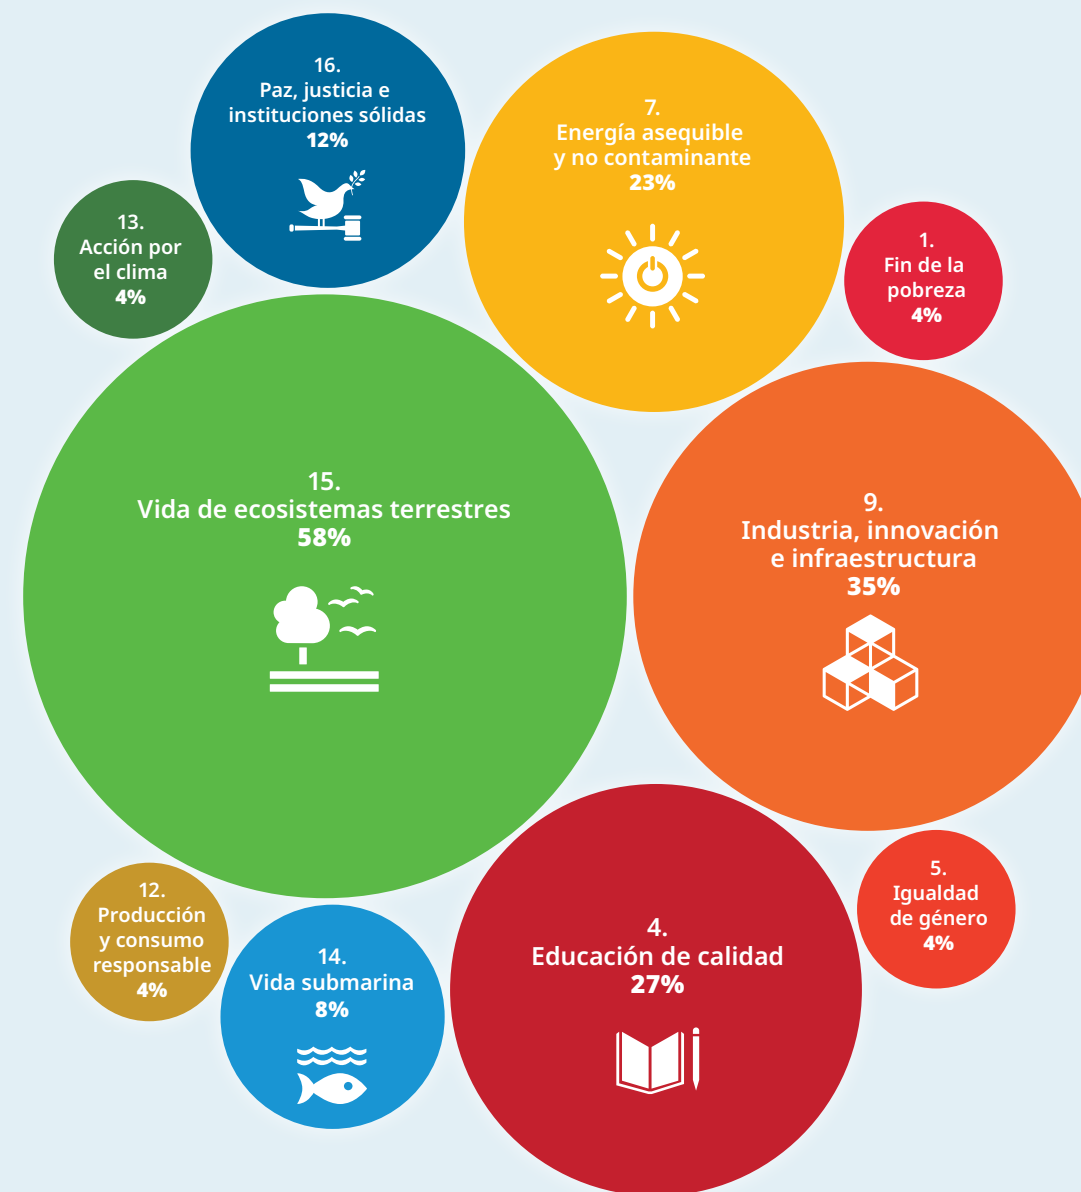 16.
Paz, justicia e
instituciones sólidas
12%
7.
Energía asequible
y no contaminante
23%
13.
Acción por
el clima
4%
1.
Fin de la
pobreza
4%
15.
Vida de ecosistemas terrestres
58%
9.
Industria, innovación
e infraestructura
35%
12.
Producción
y consumo
responsable
4%
14.
Vida submarina
8%
4.
Educación de calidad
27%
5.
Igualdad
de género
4%